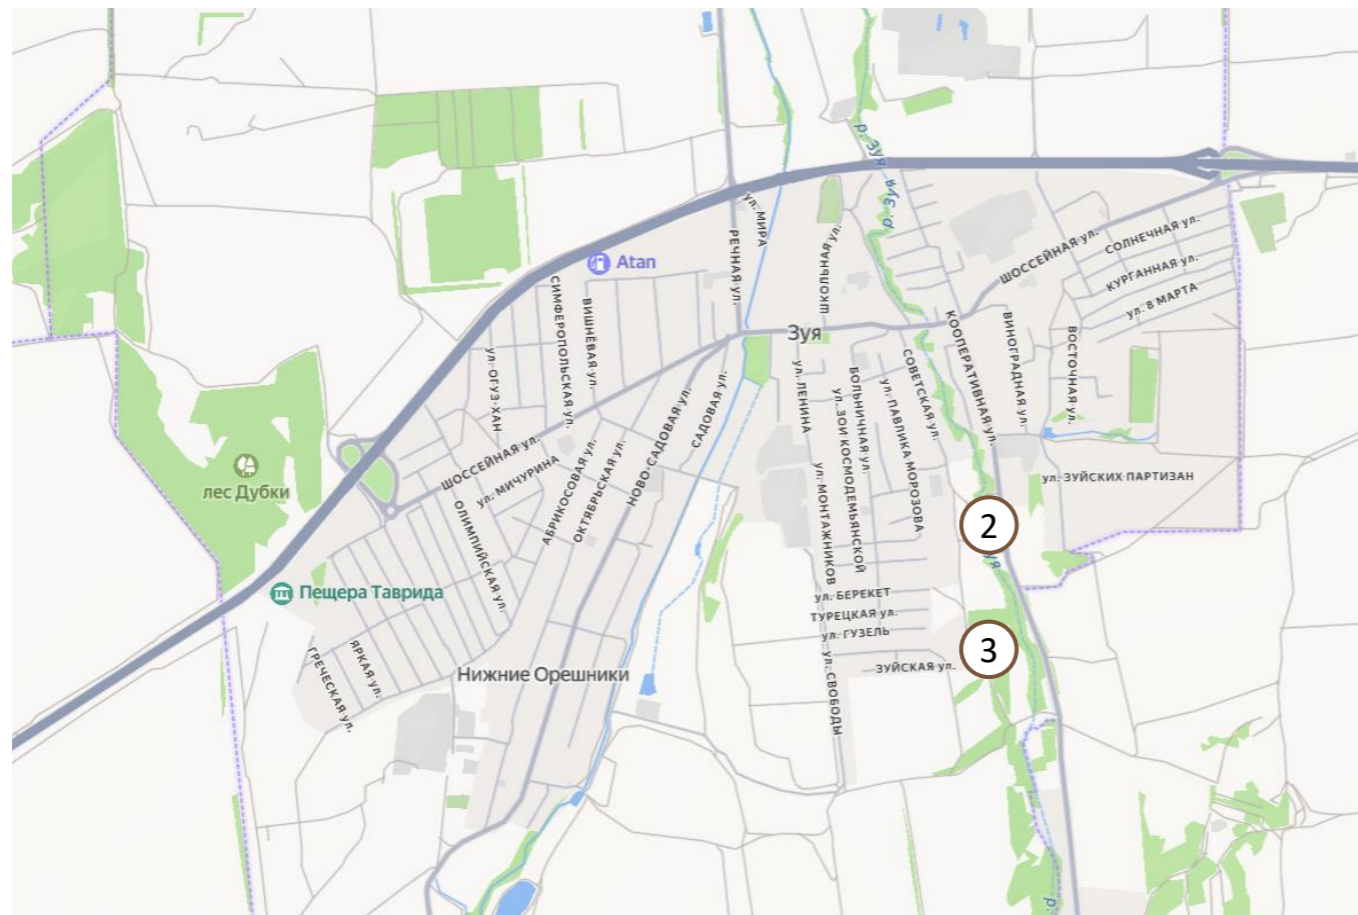 р. Зуя
р. Зуя
ул. МИРА
РЕЧНАЯ ул.
ШКОЛЬНАЯ ул.
ШОССЕЙНАЯ ул.
СОЛНЕЧНАЯ ул.
КУРГАННАЯ ул.
ул. 8 МАРТА
Atan
СИМФЕРОПОЛЬСКАЯ ул.
ВИШНЁВАЯ ул.
Зуя
КООПЕРАТИВНАЯ ул.
ВИНОГРАДНАЯ ул.
ВОСТОЧНАЯ ул.
ул. ОГУЗ-ХАН
СОВЕТСКАЯ ул.
ул. ЛЕНИНА
БОЛЬНИЧНАЯ ул.
ул. ПАВЛИКА МОРОЗОВА
ул. ЗОИ КОСМОДЕМЬЯНСКОЙ
САДОВАЯ ул.
НОВО-САДОВАЯ ул.
ШОССЕЙНАЯ ул.
ул. МИЧУРИНА
АБРИКОСОВАЯ ул.
ОКТЯБРЬСКАЯ ул.
ул. МОНТАЖНИКОВ
ул. ЗУЙСКИХ ПАРТИЗАН
лес Дубки
ОЛИМПИЙСКАЯ ул.
2
уя
Пещера Таврида
ул. БЕРЕКЕТ
ТУРЕЦКАЯ ул.
ул. ГУЗЕЛЬ
3
ЗУЙСКАЯ ул.
ул. СВОБОДЫ
Нижние Орешники
ЯРКАЯ ул.
ГРЕЧЕСКАЯ ул.
р.